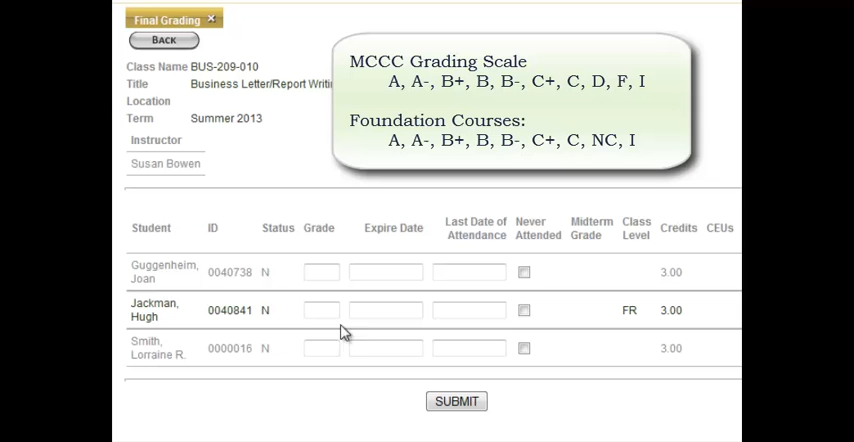 Final Grading ×
BACK
MCCC Grading Scale
A, A-, B+, B, B-, C+, C, D, F, I
Foundation Courses:
A, A-, B+, B, B-, C+, C, NC, I
Class Name BUS-209-010
Title Business Letter/Report Writin
Location
Term Summer 2013
Instructor
Susan Bowen
Student ID Status Grade Expire Date Last Date of Attendance Never Attended Midterm Grade Class Level Credits CEUs
Guggenheim, Joan 0040738 N 3.00
Jackman, Hugh 0040841 N FR 3.00
Smith, Lorraine R. 0000016 N 3.00
SUBMIT